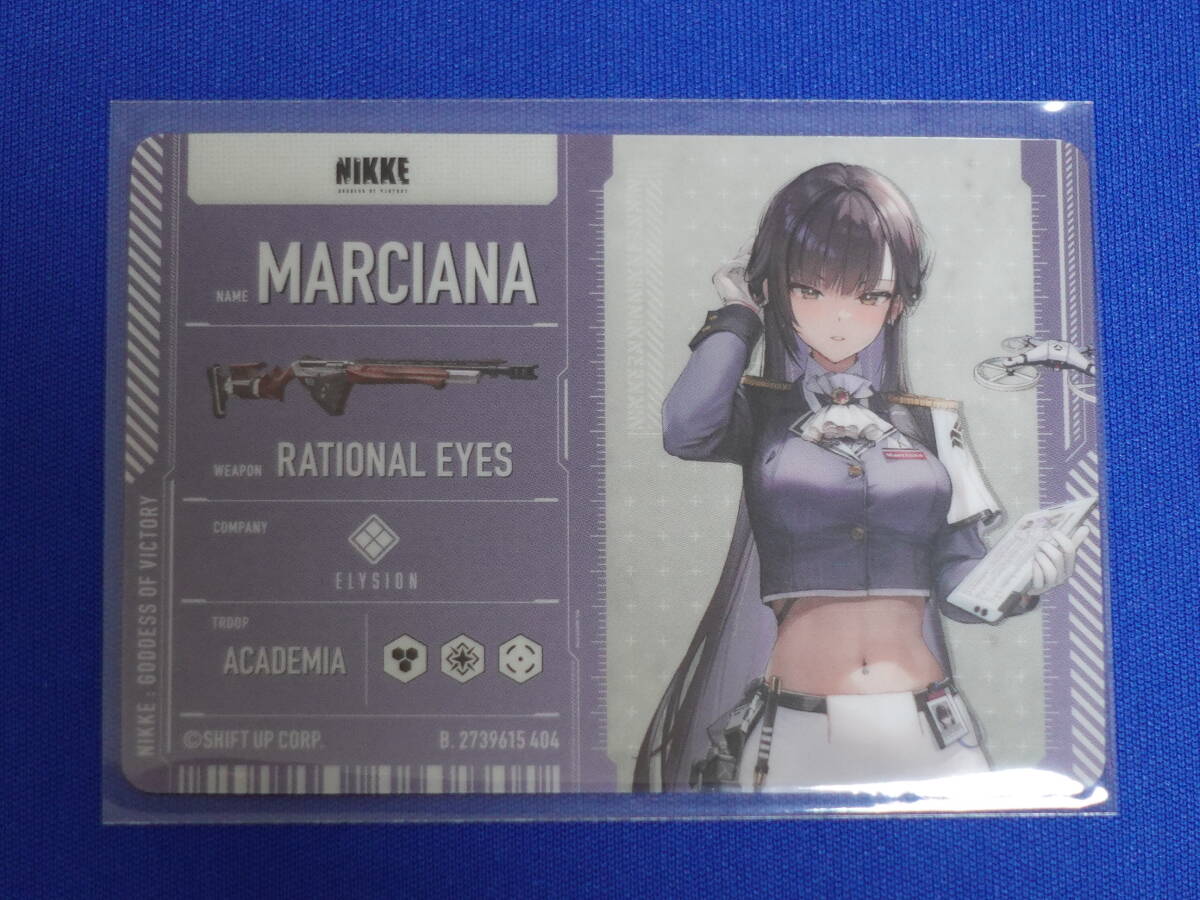 NIKKE
GODDESS OF VICTORY
NAME MARCIANA
WEAPON RATIONAL EYES
COMPANY
ELYSION
TROOP
ACADEMIA
©SHIFT UP CORP. B. 2739615 404
NIKKE : GODDESS OF VICTORY
MARCIANA